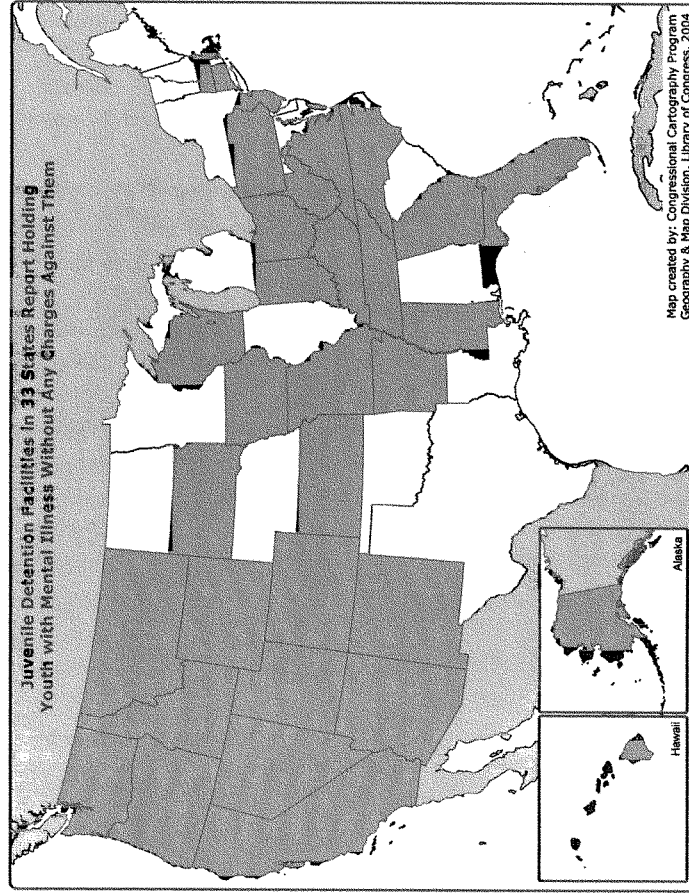 Juvenile Detention Facilities in 33 States Report Holding
Youth with Mental Illness Without Any Charges Against Them
Alaska
Hawaii
Map created by: Congressional Cartography Program
Geography & Map Division, Library of Congress, 2004